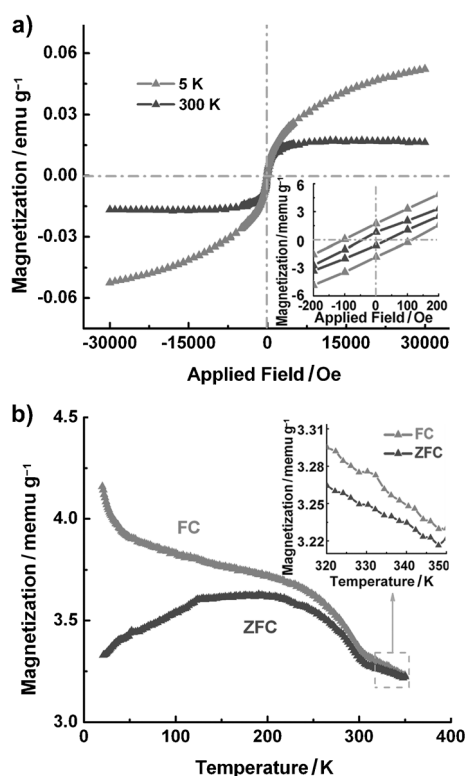 a)
0.06
0.03
0.00
-0.03
-0.06
Magnetization / emu g⁻¹
5 K
300 K
6
3
0
-3
-6
Magnetization / memu g⁻¹
-200 -100 0 100 200
Applied Field / Oe
-30000 -15000 0 15000 30000
Applied Field / Oe
b)
4.5
4.0
3.5
3.0
Magnetization / memu g⁻¹
FC
ZFC
3.31
3.28
3.25
3.22
Magnetization / memu g⁻¹
FC
ZFC
320 330 340 350
Temperature / K
0 100 200 300 400
Temperature / K